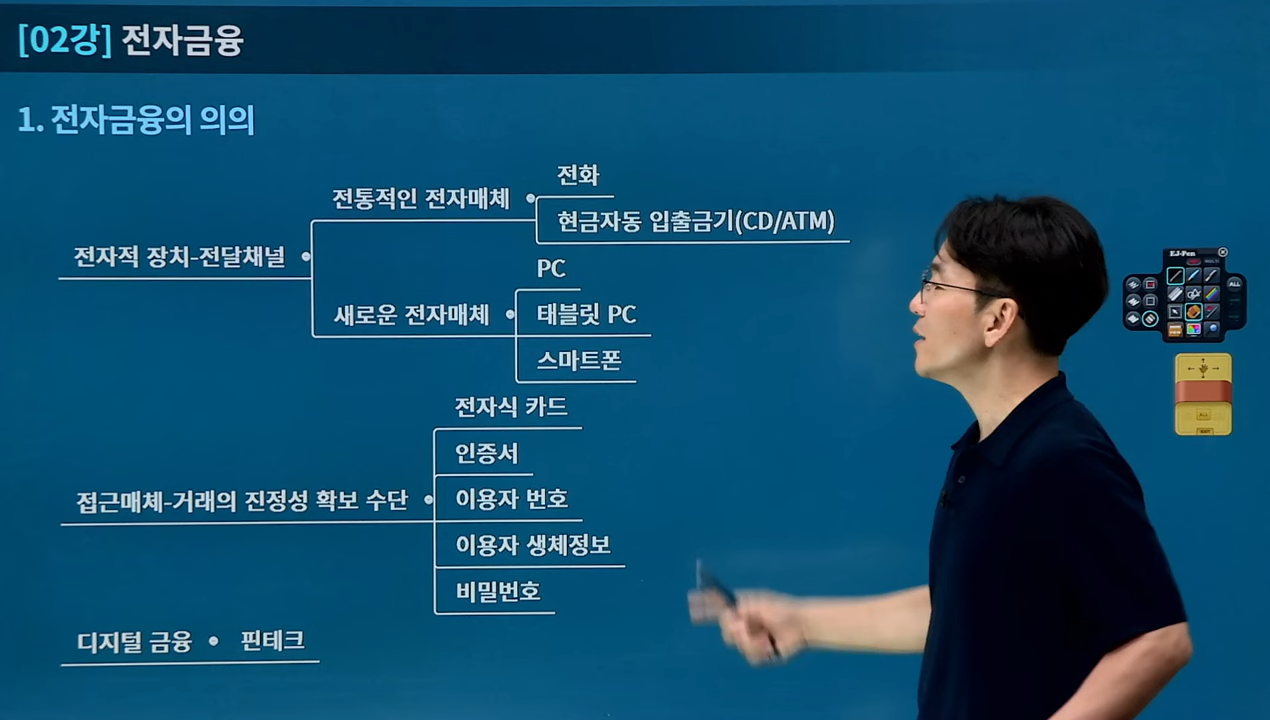 [02강] 전자금융
1. 전자금융의 의의
전화
전통적인 전자매체
현금자동 입출금기(CD/ATM)
전자적 장치-전달채널
PC
새로운 전자매체
태블릿 PC
스마트폰
전자식 카드
인증서
접근매체-거래의 진정성 확보 수단
이용자 번호
이용자 생체정보
비밀번호
디지털 금융
핀테크
EJ-Pen
ALL
ALL
EXIT